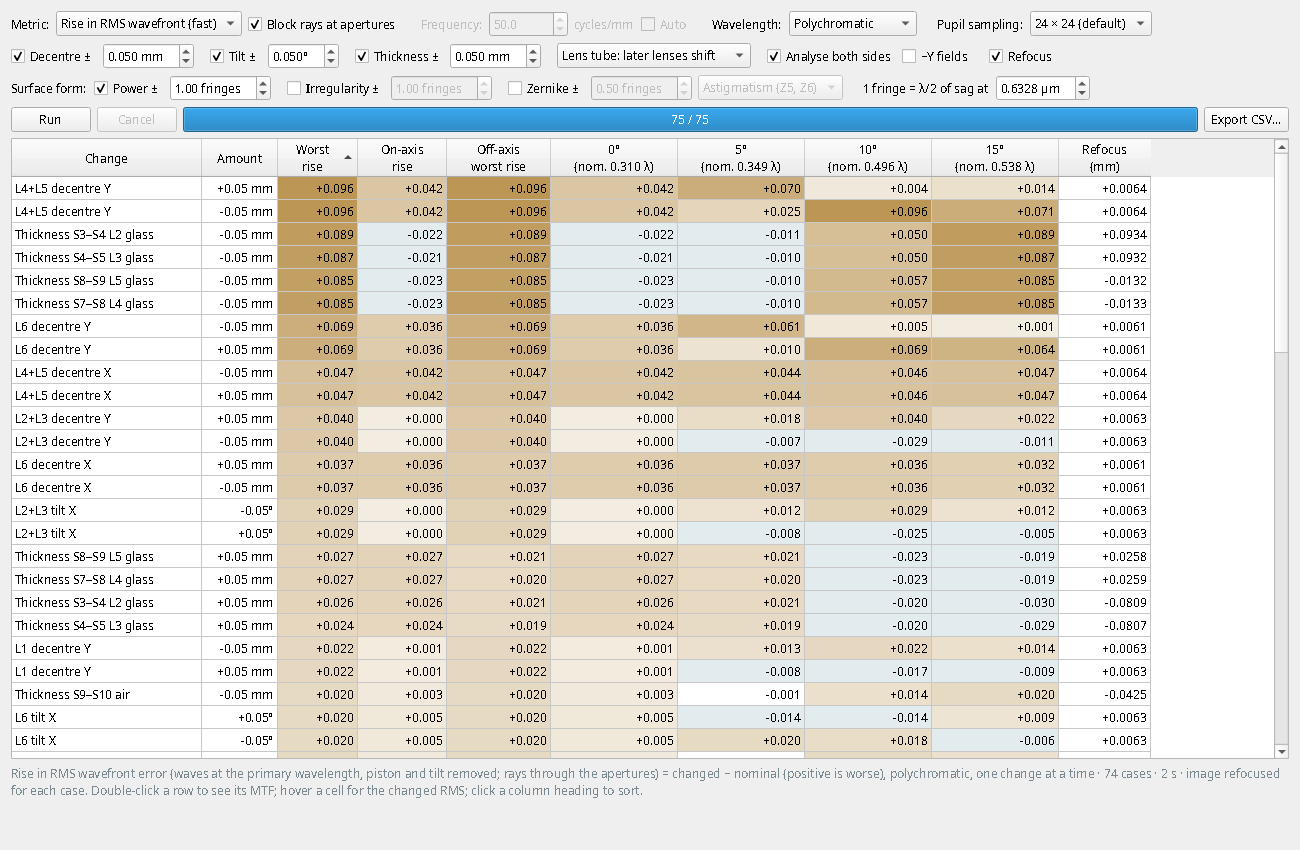 Metric: Rise in RMS wavefront (fast) Block rays at apertures Frequency: 50.0 cycles/mm Auto Wavelength: Polychromatic Pupil sampling: 24 × 24 (default)
Decentre ± 0.050 mm Tilt ± 0.050° Thickness ± 0.050 mm Lens tube: later lenses shift Analyse both sides −Y fields Refocus
Surface form: Power ± 1.00 fringes Irregularity ± 1.00 fringes Zernike ± 0.50 fringes Astigmatism (Z5, Z6) 1 fringe = λ/2 of sag at 0.6328 µm
Run Cancel 75 / 75 Export CSV...
Change Amount Worst rise On-axis rise Off-axis worst rise 0° (nom. 0.310 λ) 5° (nom. 0.349 λ) 10° (nom. 0.496 λ) 15° (nom. 0.538 λ) Refocus (mm)
L4+L5 decentre Y +0.05 mm +0.096 +0.042 +0.096 +0.042 +0.070 +0.004 +0.014 +0.0064
L4+L5 decentre Y -0.05 mm +0.096 +0.042 +0.096 +0.042 +0.025 +0.096 +0.071 +0.0064
Thickness S3–S4 L2 glass -0.05 mm +0.089 -0.022 +0.089 -0.022 -0.011 +0.050 +0.089 +0.0934
Thickness S4–S5 L3 glass -0.05 mm +0.087 -0.021 +0.087 -0.021 -0.010 +0.050 +0.087 +0.0932
Thickness S8–S9 L5 glass -0.05 mm +0.085 -0.023 +0.085 -0.023 -0.010 +0.057 +0.085 -0.0132
Thickness S7–S8 L4 glass -0.05 mm +0.085 -0.023 +0.085 -0.023 -0.010 +0.057 +0.085 -0.0133
L6 decentre Y -0.05 mm +0.069 +0.036 +0.069 +0.036 +0.061 +0.005 +0.001 +0.0061
L6 decentre Y +0.05 mm +0.069 +0.036 +0.069 +0.036 +0.010 +0.069 +0.064 +0.0061
L4+L5 decentre X -0.05 mm +0.047 +0.042 +0.047 +0.042 +0.044 +0.046 +0.047 +0.0064
L4+L5 decentre X +0.05 mm +0.047 +0.042 +0.047 +0.042 +0.044 +0.046 +0.047 +0.0064
L2+L3 decentre Y +0.05 mm +0.040 +0.000 +0.040 +0.000 +0.018 +0.040 +0.022 +0.0063
L2+L3 decentre Y -0.05 mm +0.040 +0.000 +0.040 +0.000 -0.007 -0.029 -0.011 +0.0063
L6 decentre X +0.05 mm +0.037 +0.036 +0.037 +0.036 +0.037 +0.036 +0.032 +0.0061
L6 decentre X -0.05 mm +0.037 +0.036 +0.037 +0.036 +0.037 +0.036 +0.032 +0.0061
L2+L3 tilt X -0.05° +0.029 +0.000 +0.029 +0.000 +0.012 +0.029 +0.012 +0.0063
L2+L3 tilt X +0.05° +0.029 +0.000 +0.029 +0.000 -0.008 -0.025 -0.005 +0.0063
Thickness S8–S9 L5 glass +0.05 mm +0.027 +0.027 +0.021 +0.027 +0.021 -0.023 -0.019 +0.0258
Thickness S7–S8 L4 glass +0.05 mm +0.027 +0.027 +0.020 +0.027 +0.020 -0.023 -0.019 +0.0259
Thickness S3–S4 L2 glass +0.05 mm +0.026 +0.026 +0.021 +0.026 +0.021 -0.020 -0.030 -0.0809
Thickness S4–S5 L3 glass +0.05 mm +0.024 +0.024 +0.019 +0.024 +0.019 -0.020 -0.029 -0.0807
L1 decentre Y -0.05 mm +0.022 +0.001 +0.022 +0.001 +0.013 +0.022 +0.014 +0.0063
L1 decentre Y +0.05 mm +0.022 +0.001 +0.022 +0.001 -0.008 -0.017 -0.009 +0.0063
Thickness S9–S10 air -0.05 mm +0.020 +0.003 +0.020 +0.003 -0.001 +0.014 +0.020 -0.0425
L6 tilt X +0.05° +0.020 +0.005 +0.020 +0.005 -0.014 -0.014 +0.009 +0.0063
L6 tilt X -0.05° +0.020 +0.005 +0.020 +0.005 +0.020 +0.018 -0.006 +0.0063
Rise in RMS wavefront error (waves at the primary wavelength, piston and tilt removed; rays through the apertures) = changed − nominal (positive is worse), polychromatic, one change at a time · 74 cases · 2 s · image refocused
for each case. Double-click a row to see its MTF; hover a cell for the changed RMS; click a column heading to sort.